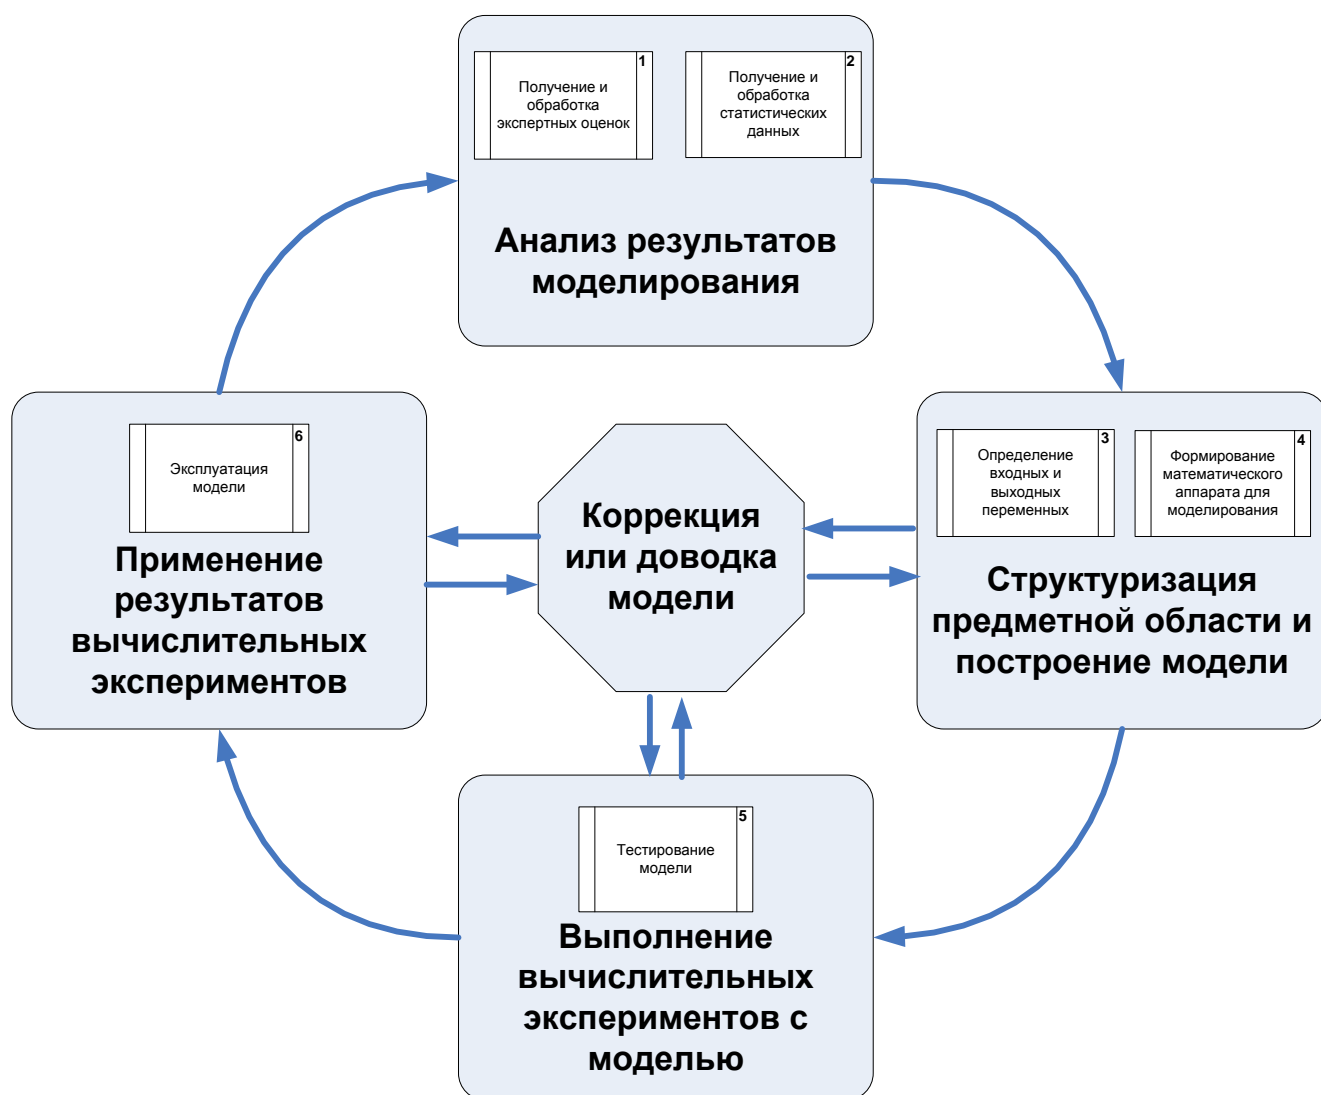 1
Получение и
обработка
экспертных оценок
2
Получение и
обработка
статистических
данных
Анализ результатов
моделирования
6
Эксплуатация
модели
Применение
результатов
вычислительных
экспериментов
Коррекция
или доводка
модели
3
Определение
входных и
выходных
переменных
4
Формирование
математического
аппарата для
моделирования
Структуризация
предметной области и
построение модели
5
Тестирование
модели
Выполнение
вычислительных
экспериментов с
моделью